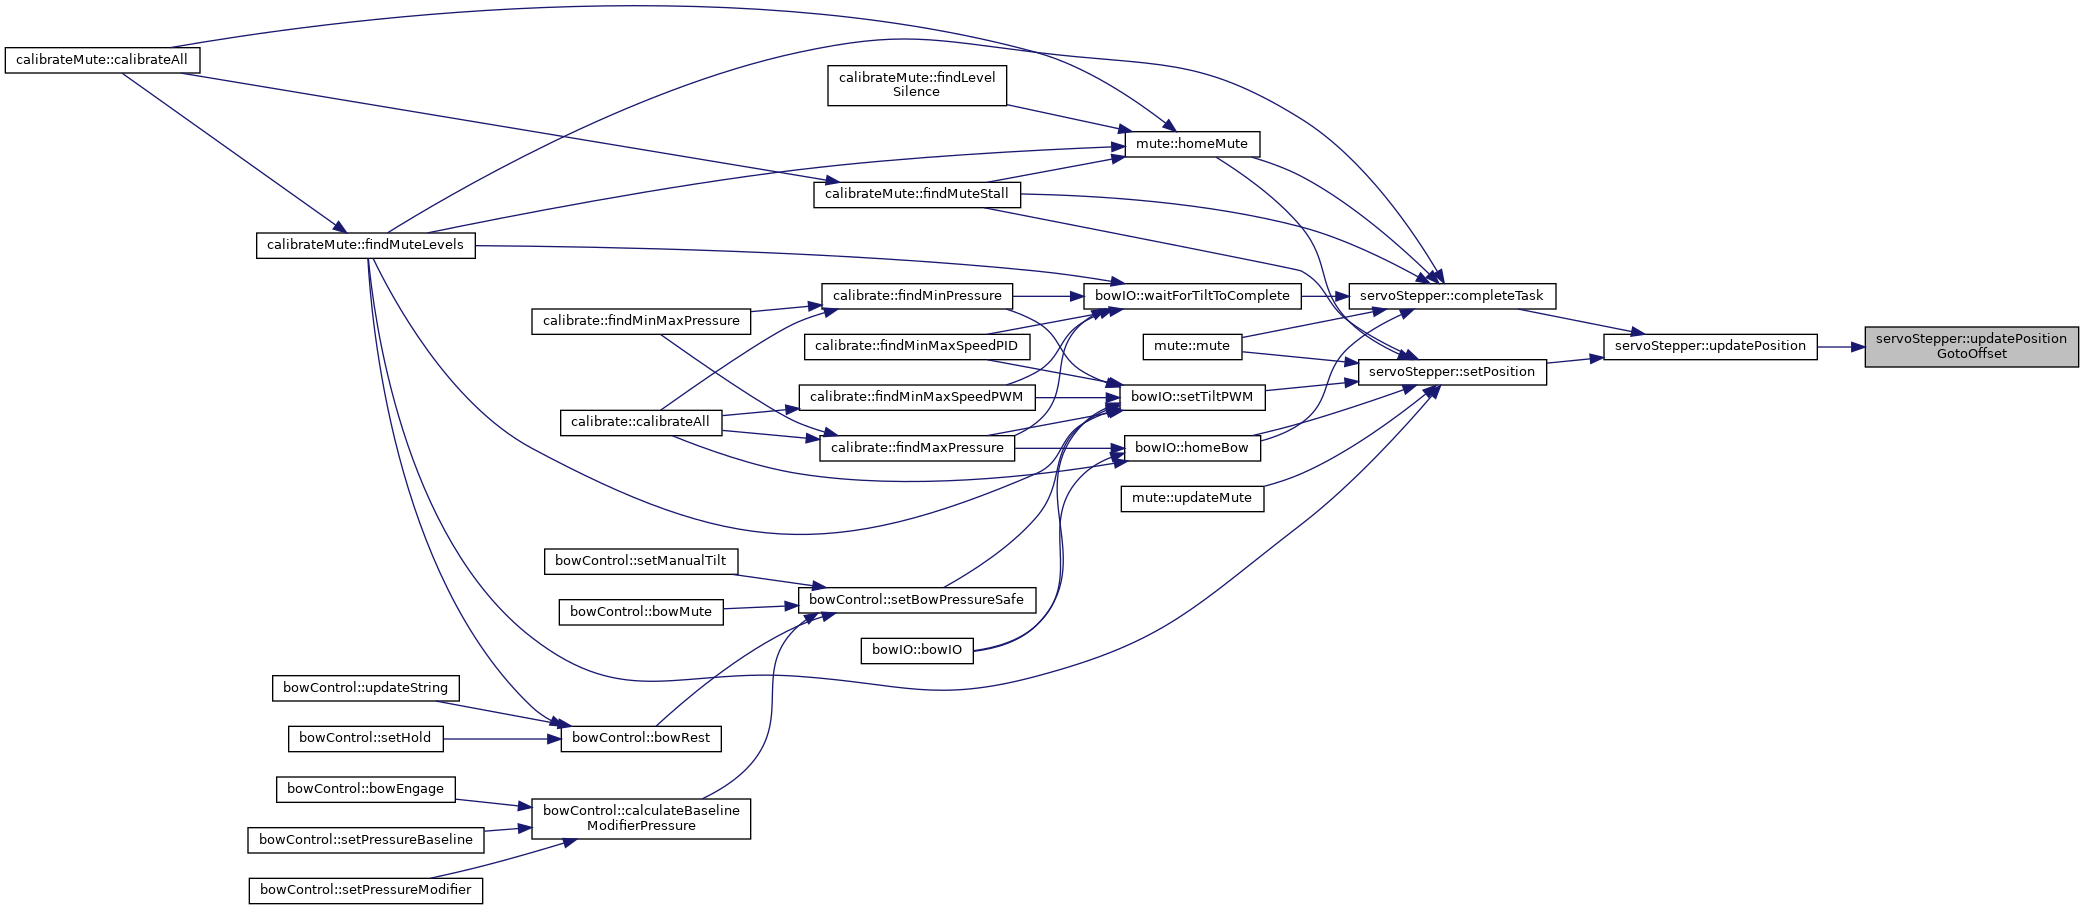 calibrateMute::calibrateAll
calibrateMute::findLevel
Silence
mute::homeMute
calibrateMute::findMuteStall
calibrateMute::findMuteLevels
calibrate::findMinPressure
bowIO::waitForTiltToComplete
servoStepper::completeTask
calibrate::findMinMaxPressure
calibrate::findMinMaxSpeedPID
mute::mute
servoStepper::updatePosition
servoStepper::updatePosition
GotoOffset
servoStepper::setPosition
calibrate::findMinMaxSpeedPWM
bowIO::setTiltPWM
calibrate::calibrateAll
calibrate::findMaxPressure
bowIO::homeBow
mute::updateMute
bowControl::setManualTilt
bowControl::setBowPressureSafe
bowControl::bowMute
bowIO::bowIO
bowControl::updateString
bowControl::setHold
bowControl::bowRest
bowControl::bowEngage
bowControl::calculateBaseline
ModifierPressure
bowControl::setPressureBaseline
bowControl::setPressureModifier